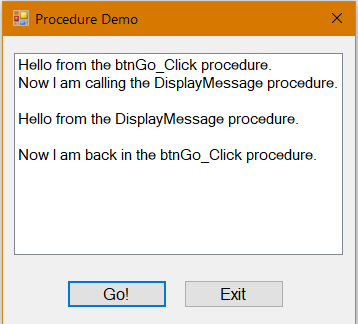 Procedure Demo
Hello from the btnGo_Click procedure.
Now I am calling the DisplayMessage procedure.
Hello from the DisplayMessage procedure.
Now I am back in the btnGo_Click procedure.
Go! Exit